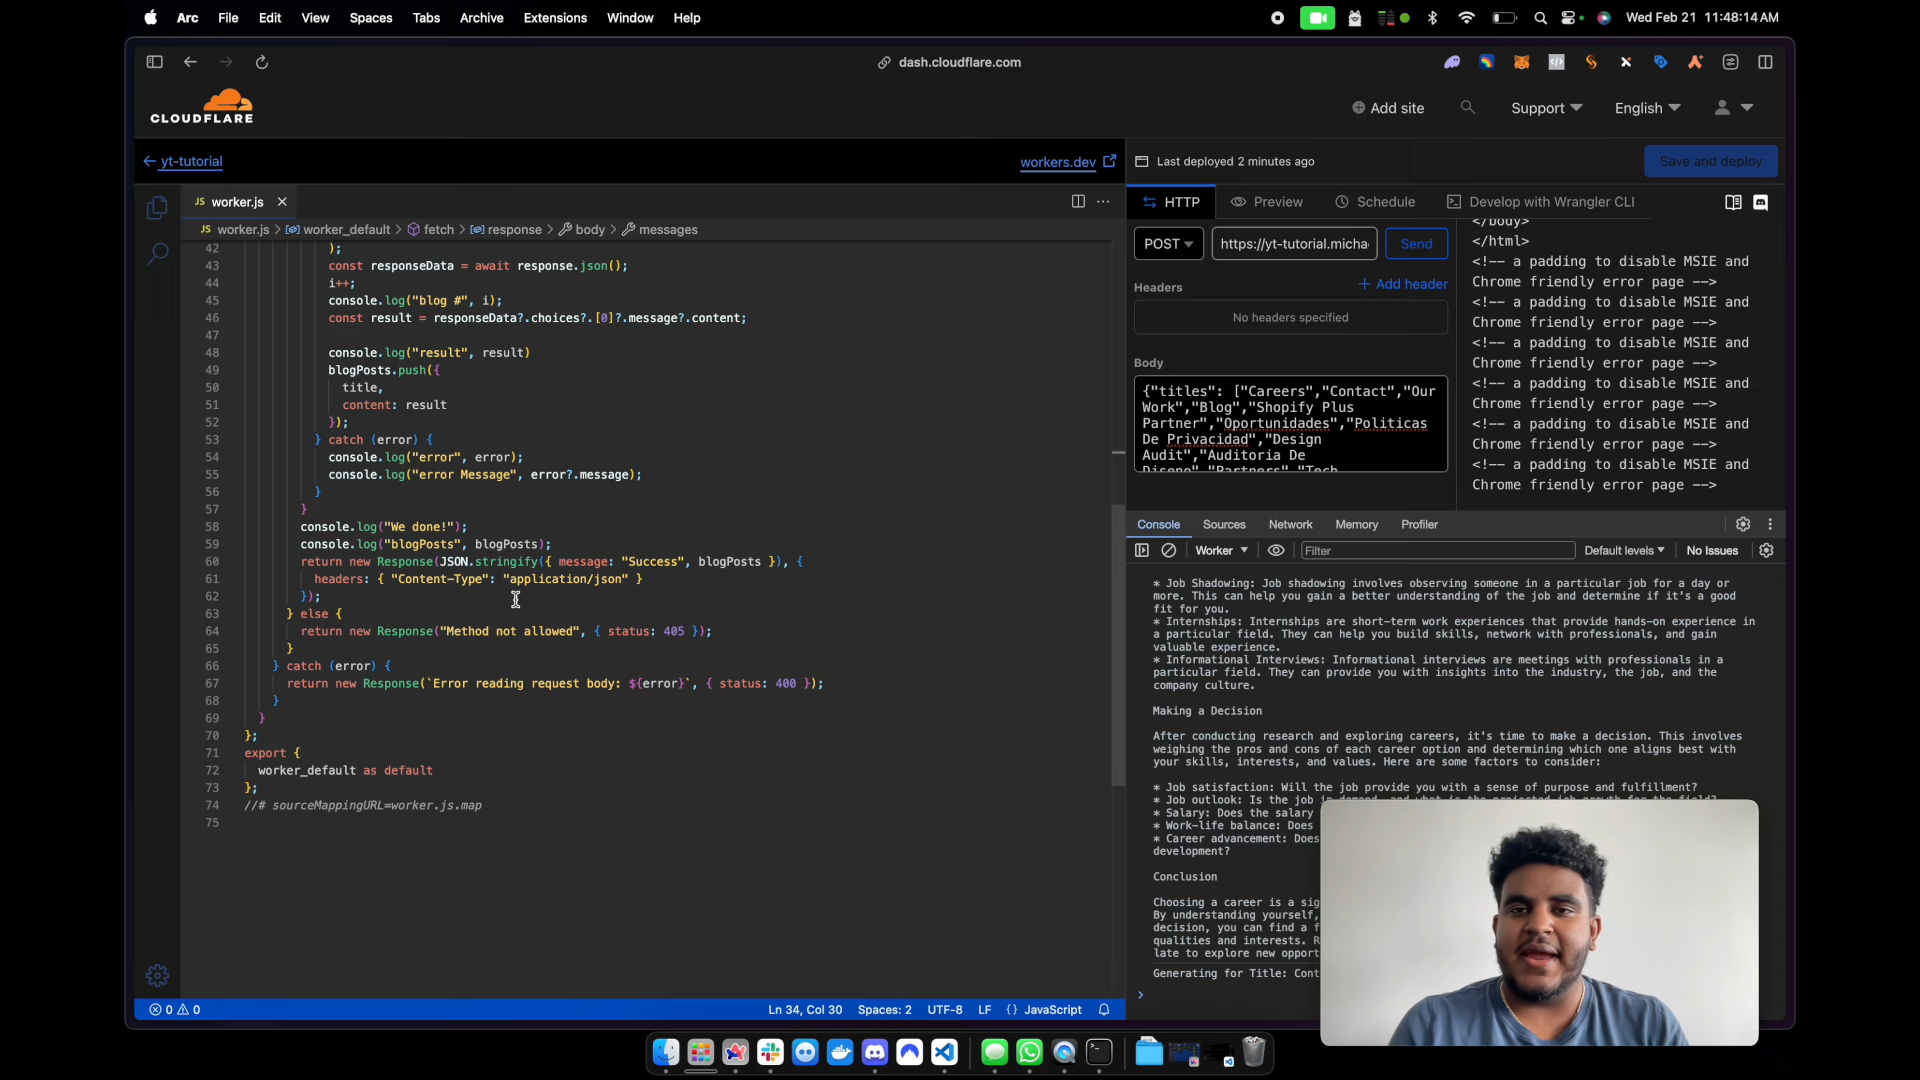 Arc File Edit View Spaces Tabs Archive Extensions Window Help
Wed Feb 21 11:48:14 AM
dash.cloudflare.com
CLOUDFLARE
Add site
Support
English
yt-tutorial
workers.dev
Last deployed 2 minutes ago
Save and deploy
JS worker.js
HTTP
Preview
Schedule
Develop with Wrangler CLI
JS worker.js > worker_default > fetch > response > body > messages
42 );
43 const responseData = await response.json();
44 i++;
45 console.log("blog #", i);
46 const result = responseData?.choices?.[0]?.message?.content;
47
48 console.log("result", result)
49 blogPosts.push({
50 title,
51 content: result
52 });
53 } catch (error) {
54 console.log("error", error);
55 console.log("error Message", error?.message);
56 }
57 }
58 console.log("We done!");
59 console.log("blogPosts", blogPosts);
60 return new Response(JSON.stringify({ message: "Success", blogPosts }), {
61 headers: { "Content-Type": "application/json" }
62 });
63 } else {
64 return new Response("Method not allowed", { status: 405 });
65 }
66 } catch (error) {
67 return new Response(`Error reading request body: ${error}`, { status: 400 });
68 }
69 }
70 };
71 export {
72 worker_default as default
73 };
74 //# sourceMappingURL=worker.js.map
75
POST
https://yt-tutorial.micha
Send
Headers
+ Add header
No headers specified
Body
{"titles": ["Careers","Contact","Our
Work","Blog","Shopify Plus
Partner","Oportunidades","Politicas
De Privacidad","Design
Audit","Auditoria De
Diseno","Partners","Tech
</body>
</html>
<!-- a padding to disable MSIE and
Chrome friendly error page -->
<!-- a padding to disable MSIE and
Chrome friendly error page -->
<!-- a padding to disable MSIE and
Chrome friendly error page -->
<!-- a padding to disable MSIE and
Chrome friendly error page -->
<!-- a padding to disable MSIE and
Chrome friendly error page -->
<!-- a padding to disable MSIE and
Chrome friendly error page -->
Console Sources Network Memory Profiler
Worker
Filter
Default levels
No Issues
* Job Shadowing: Job shadowing involves observing someone in a particular job for a day or
more. This can help you gain a better understanding of the job and determine if it's a good
fit for you.
* Internships: Internships are short-term work experiences that provide hands-on experience in
a particular field. They can help you build skills, network with professionals, and gain
valuable experience.
* Informational Interviews: Informational interviews are meetings with professionals in a
particular field. They can provide you with insights into the industry, the job, and the
company culture.
Making a Decision
After conducting research and exploring careers, it's time to make a decision. This involves
weighing the pros and cons of each career option and determining which one aligns best with
your skills, interests, and values. Here are some factors to consider:
* Job satisfaction: Will the job provide you with a sense of purpose and fulfillment?
* Job outlook: Is the job in demand, and what is the projected job growth for the field?
* Salary: Does the salary
* Work-life balance: Does
* Career advancement: Does
development?
Conclusion
Choosing a career is a sig
By understanding yourself,
decision, you can find a f
qualities and interests. R
late to explore new opport
Generating for Title: Cont
0 0
Ln 34, Col 30 Spaces: 2 UTF-8 LF {} JavaScript